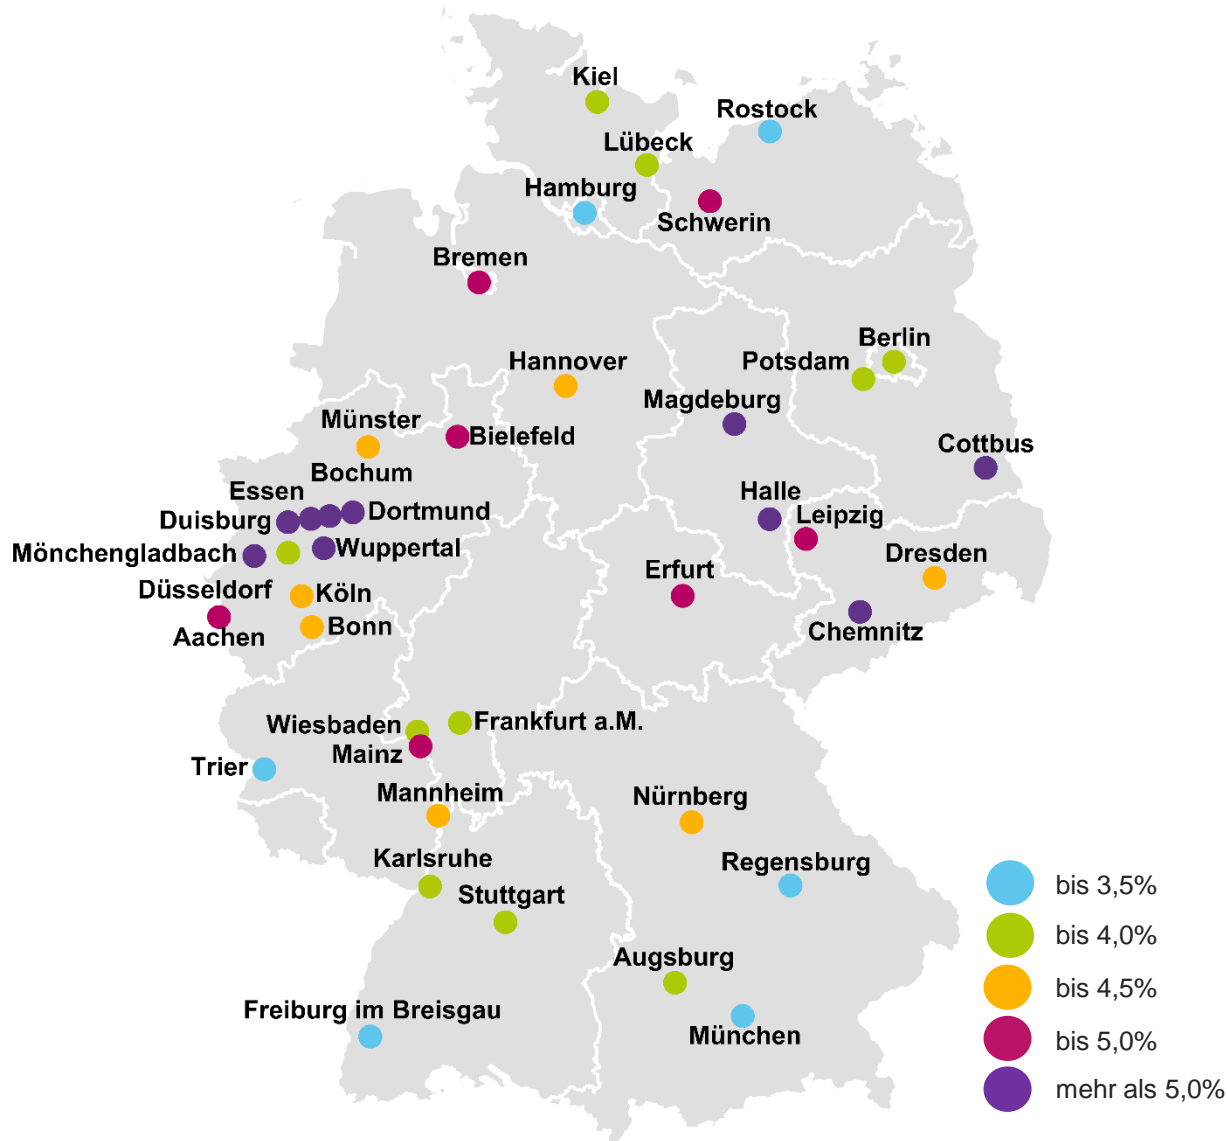 Kiel
Rostock
Lübeck
Hamburg
Schwerin
Bremen
Berlin
Hannover
Potsdam
Magdeburg
Münster
Bielefeld
Cottbus
Bochum
Essen
Halle
Duisburg
Dortmund
Leipzig
Mönchengladbach
Wuppertal
Dresden
Erfurt
Düsseldorf
Köln
Bonn
Aachen
Chemnitz
Wiesbaden
Frankfurt a.M.
Mainz
Trier
Mannheim
Nürnberg
Karlsruhe
Regensburg
Stuttgart
Augsburg
Freiburg im Breisgau
München
bis 3,5%
bis 4,0%
bis 4,5%
bis 5,0%
mehr als 5,0%